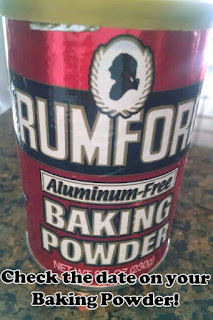 RUMFOR
Aluminum-Free
BAKING
POWDER
Check the date on your
Baking Powder!